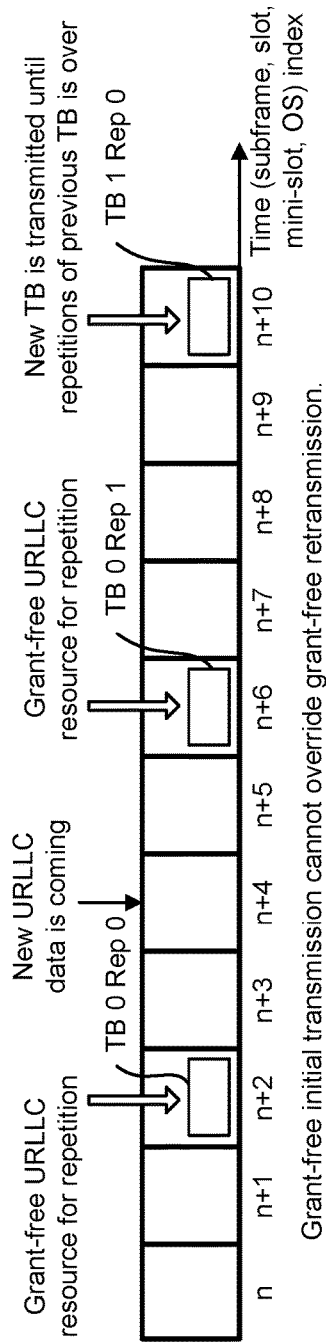 Grant-free URLLC
resource for repetition
New URLLC
data is coming
Grant-free URLLC
resource for repetition
New TB is transmitted until
repetitions of previous TB is over
TB 0 Rep 0
TB 0 Rep 1
TB 1 Rep 0
n n+1 n+2 n+3 n+4 n+5 n+6 n+7 n+8 n+9 n+10
Time (subframe, slot,
mini-slot, OS) index
Grant-free initial transmission cannot override grant-free retransmission.